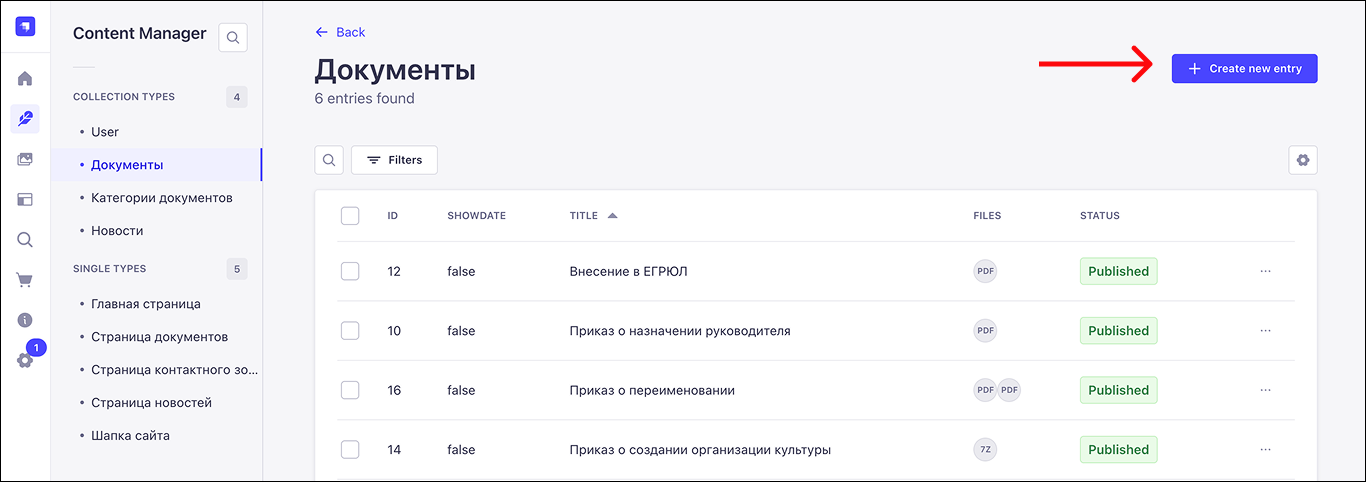 Content Manager
COLLECTION TYPES 4
User
Документы
Категории документов
Новости
SINGLE TYPES 5
Главная страница
Страница документов
Страница контактного зо...
Страница новостей
Шапка сайта
1
Back
Документы
6 entries found
Create new entry
Filters
ID SHOWDATE TITLE FILES STATUS
12 false Внесение в ЕГРЮЛ PDF Published
10 false Приказ о назначении руководителя PDF Published
16 false Приказ о переименовании PDF PDF Published
14 false Приказ о создании организации культуры 7Z Published